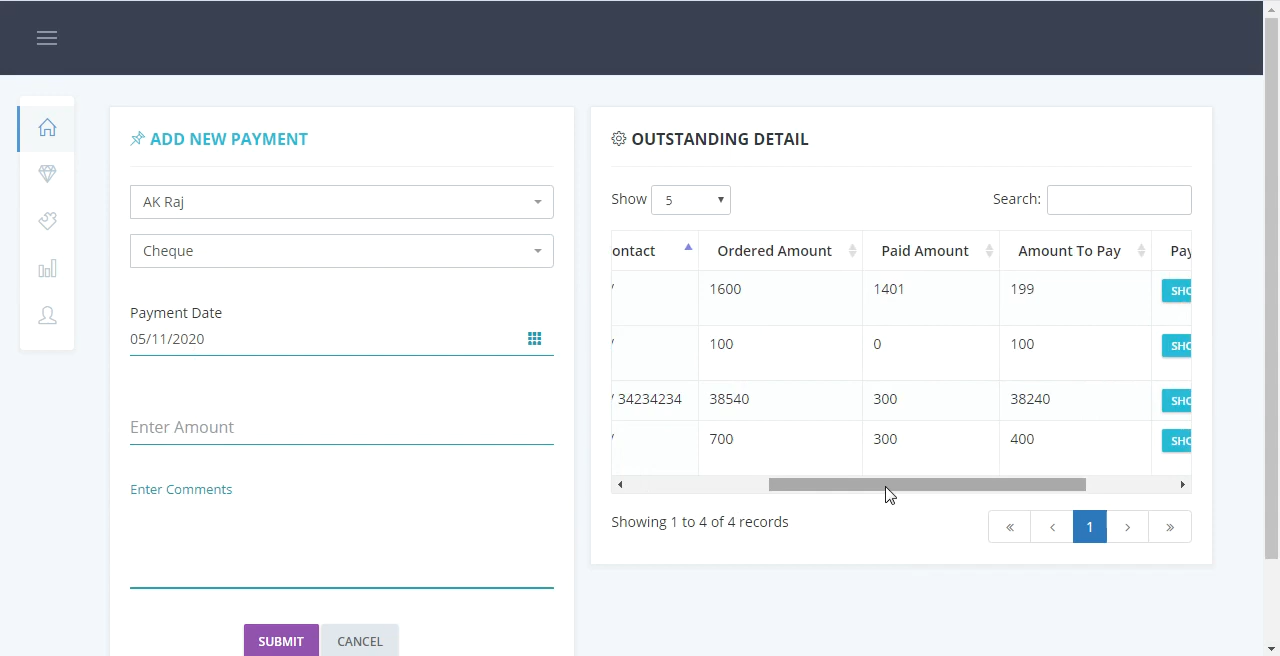 ADD NEW PAYMENT
AK Raj
Cheque
Payment Date
05/11/2020
Enter Amount
Enter Comments
SUBMIT CANCEL
OUTSTANDING DETAIL
Show 5 Search:
ontact Ordered Amount Paid Amount Amount To Pay Pay
/ 1600 1401 199 SHO
/ 100 0 100 SHO
/ 34234234 38540 300 38240 SHO
/ 700 300 400 SHO
Showing 1 to 4 of 4 records
« ‹ 1 › »